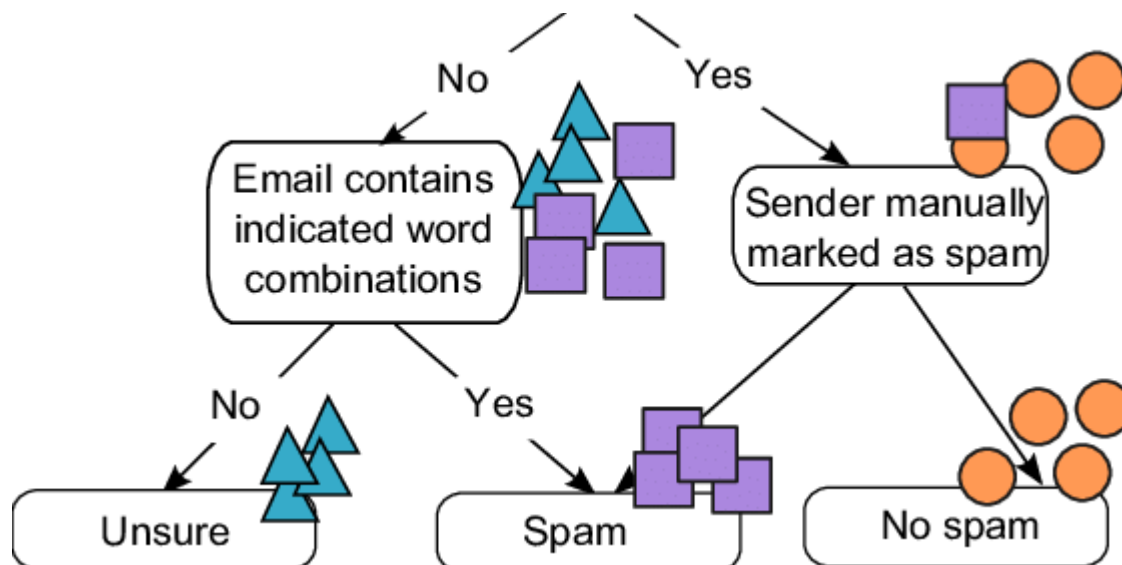 No
Yes
Email contains
indicated word
combinations
Sender manually
marked as spam
No
Yes
Unsure
Spam
No spam